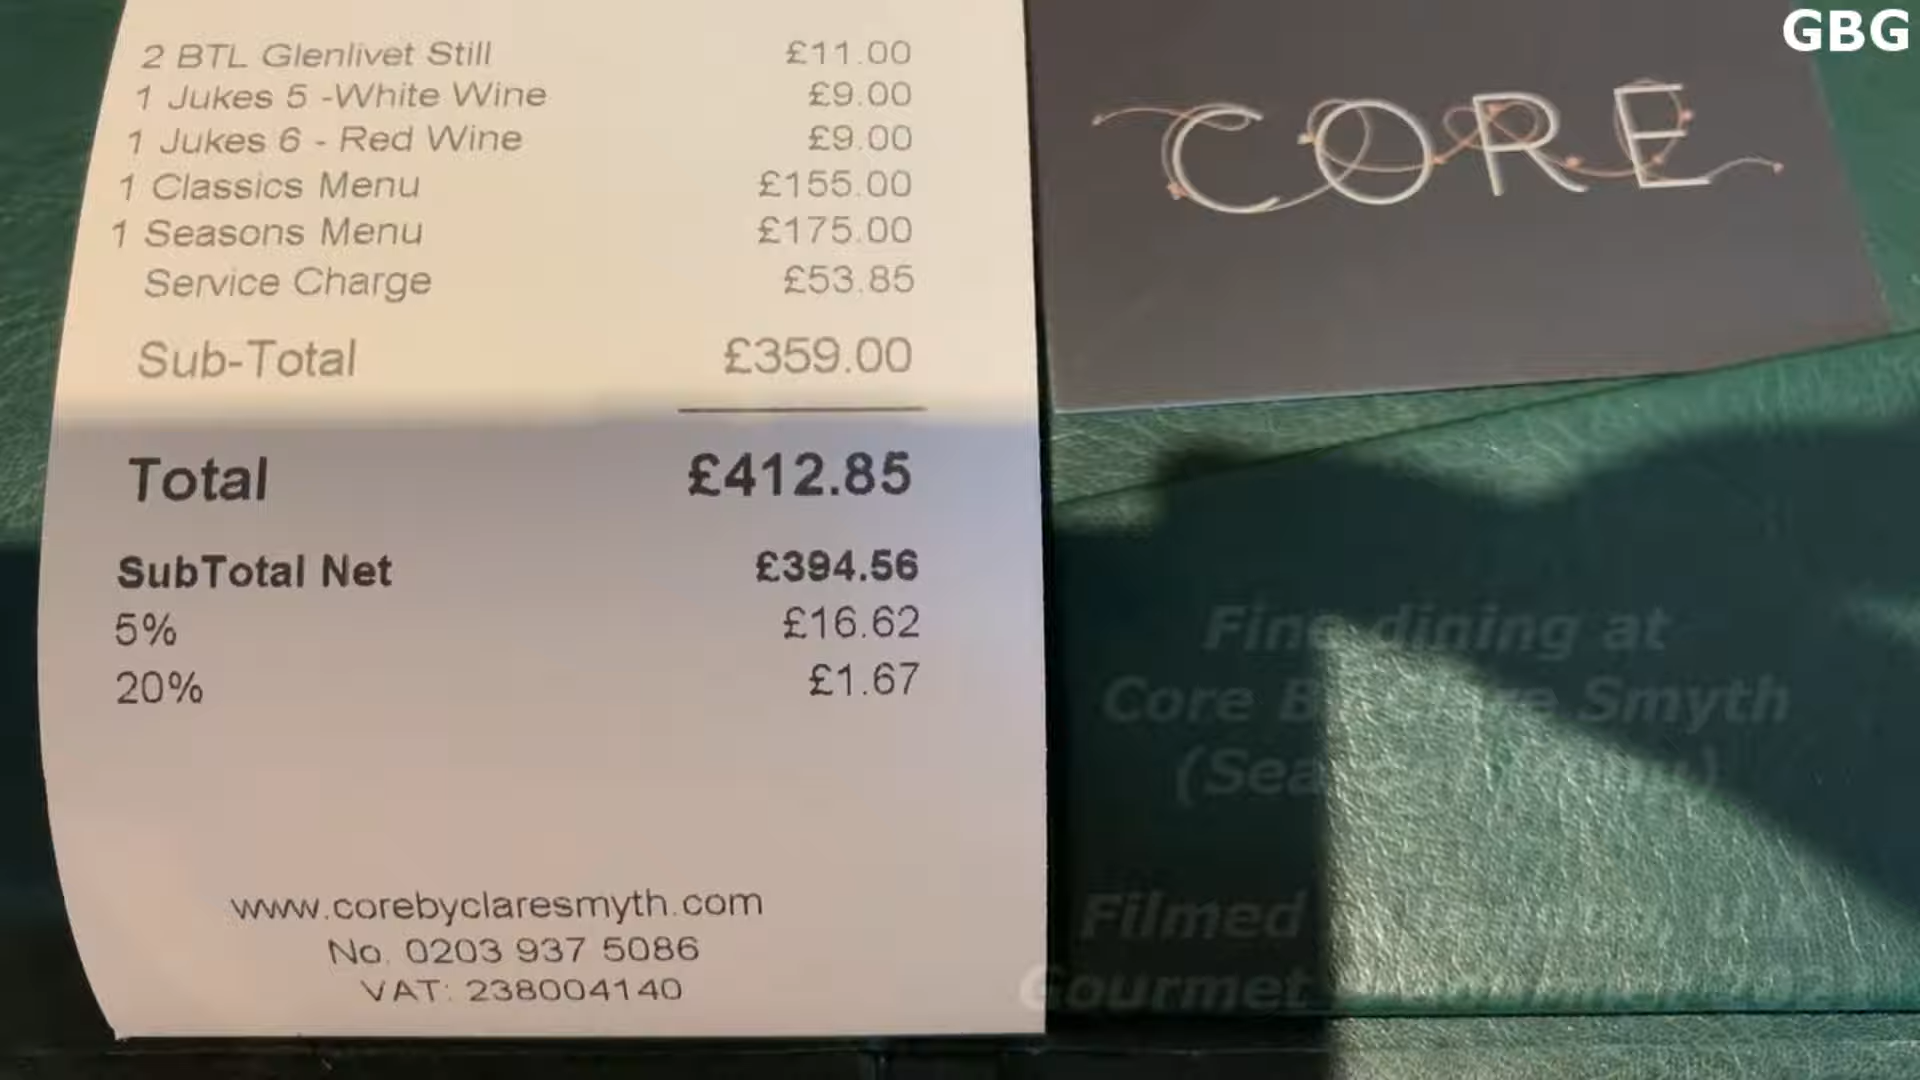 GBG
2 BTL Glenlivet Still £11.00
1 Jukes 5 -White Wine £9.00
1 Jukes 6 - Red Wine £9.00
1 Classics Menu £155.00
1 Seasons Menu £175.00
Service Charge £53.85
Sub-Total £359.00
Total £412.85
SubTotal Net £394.56
5% £16.62
20% £1.67
www.corebyclaresmyth.com
No. 0203 937 5086
VAT: 238004140
CORE
Fine dining at
Core By Clare Smyth
Filmed
Gourmet